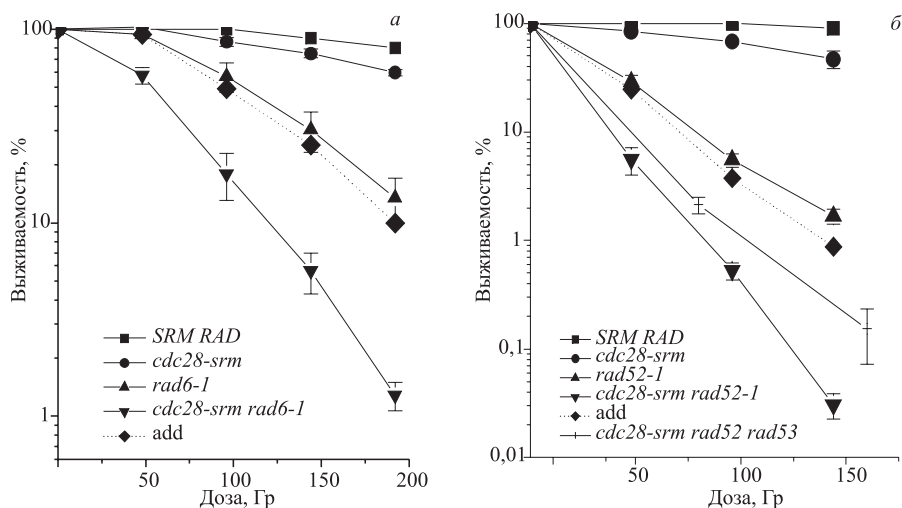 а
100
10
1
Выживаемость, %
SRM RAD
cdc28-srm
rad6-1
cdc28-srm rad6-1
add
50
100
150
200
Доза, Гр
б
100
10
1
0,1
0,01
Выживаемость, %
SRM RAD
cdc28-srm
rad52-1
cdc28-srm rad52-1
add
cdc28-srm rad52 rad53
50
100
150
Доза, Гр